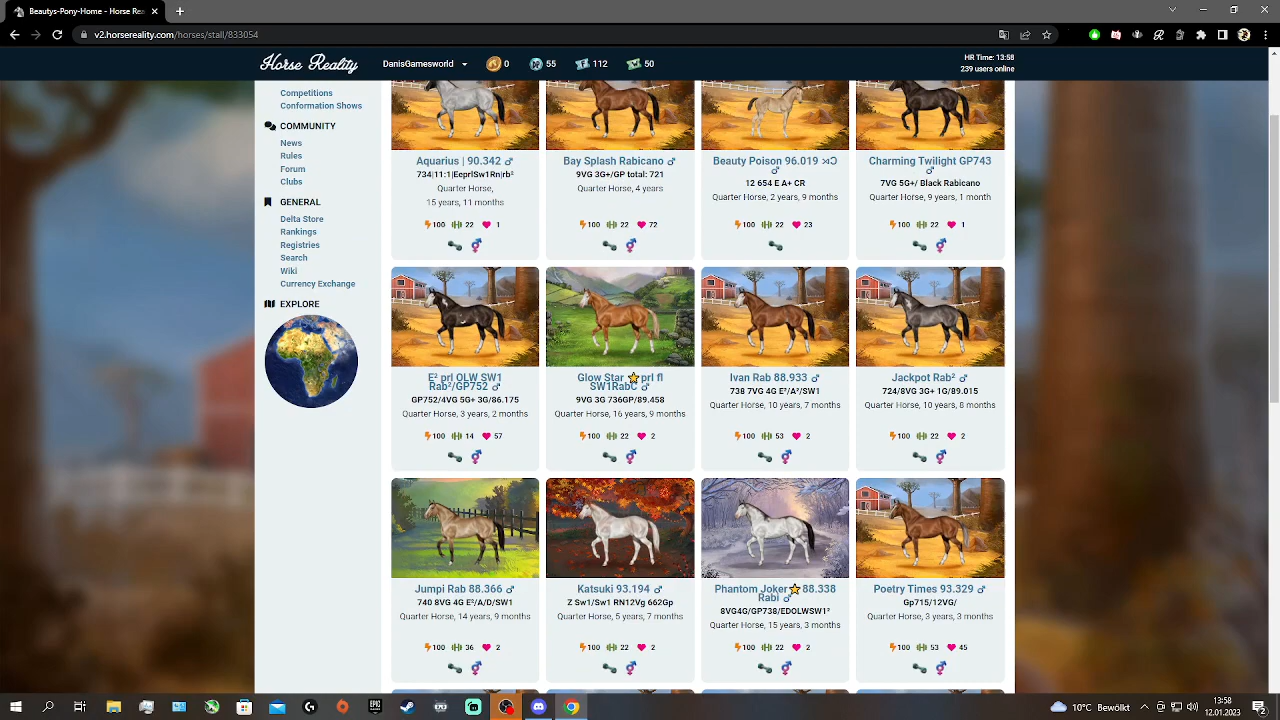 Beauty-Pony-Home - Horse Rea
v2.horsereality.com/horses/stall/833054
Horse Reality
DanisGamesworld
0
55
112
50
HR Time: 13:58
239 users online
Competitions
Conformation Shows
COMMUNITY
News
Rules
Forum
Clubs
GENERAL
Delta Store
Rankings
Registries
Search
Wiki
Currency Exchange
EXPLORE
Aquarius | 90.342 ♂
734|11:1|EeprlSw1Rn|rb²
Quarter Horse,
15 years, 11 months
100 22 1
Bay Splash Rabicano ♂
9VG 3G+/GP total: 721
Quarter Horse, 4 years
100 22 72
Beauty Poison 96.019 ♂
12 654 E A+ CR
Quarter Horse, 2 years, 9 months
100 22 23
Charming Twilight GP743
♂
7VG 5G+/ Black Rabicano
Quarter Horse, 9 years, 1 month
100 22 1
E² prl OLW SW1
Rab²/GP752 ♂
GP752/4VG 5G+ 3G/86.175
Quarter Horse, 3 years, 2 months
100 14 57
Glow Star ⭐prl fl
SW1RabC ♂
9VG 3G 736GP/89.458
Quarter Horse, 16 years, 9 months
100 22 2
Ivan Rab 88.933 ♂
738 7VG 4G E²/A²/SW1
Quarter Horse, 10 years, 7 months
100 53 2
Jackpot Rab² ♂
724/8VG 3G+ 1G/89.015
Quarter Horse, 10 years, 8 months
100 22 2
Jumpi Rab 88.366 ♂
740 8VG 4G E²/A/D/SW1
Quarter Horse, 14 years, 9 months
100 36 2
Katsuki 93.194 ♂
Z Sw1/Sw1 RN12Vg 662Gp
Quarter Horse, 5 years, 7 months
100 22 2
Phantom Joker⭐88.338
Rabi ♂
8VG4G/GP738/EDOLWSW1²
Quarter Horse, 15 years, 3 months
100 22 2
Poetry Times 93.329 ♂
Gp715/12VG/
Quarter Horse, 3 years, 3 months
100 53 45
10°C Bewölkt
13:58
12.01.2023